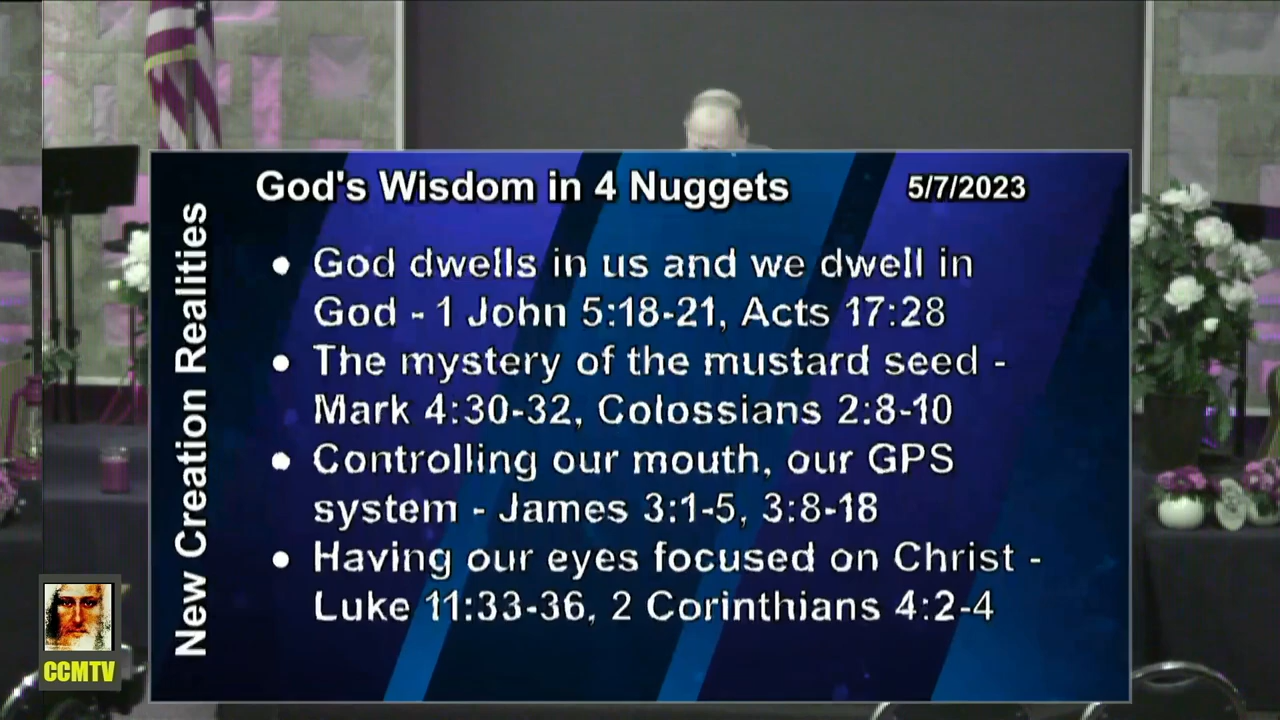 God's Wisdom in 4 Nuggets 5/7/2023
New Creation Realities
• God dwells in us and we dwell in
God - 1 John 5:18-21, Acts 17:28
• The mystery of the mustard seed -
Mark 4:30-32, Colossians 2:8-10
• Controlling our mouth, our GPS
system - James 3:1-5, 3:8-18
• Having our eyes focused on Christ -
Luke 11:33-36, 2 Corinthians 4:2-4
CCMTV